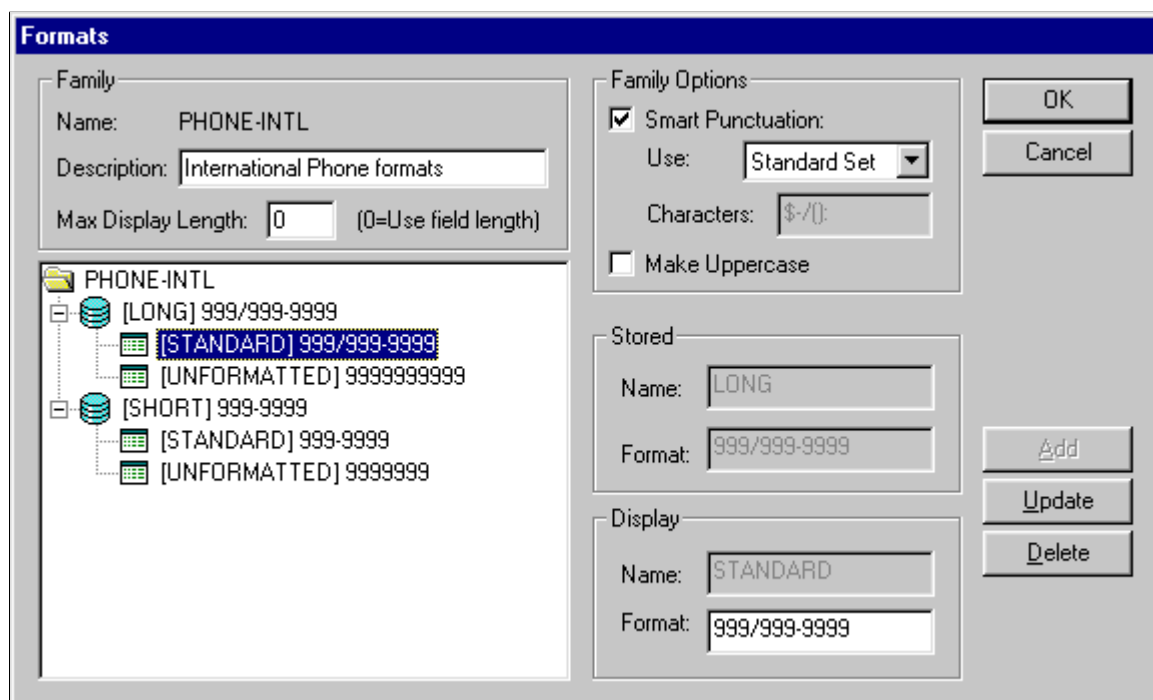 Formats
Family
Name: PHONE-INTL
Description: International Phone formats
Max Display Length: 0 (0=Use field length)
PHONE-INTL
[LONG] 999/999-9999
[STANDARD] 999/999-9999
[UNFORMATTED] 9999999999
[SHORT] 999-9999
[STANDARD] 999-9999
[UNFORMATTED] 9999999
Family Options
Smart Punctuation:
Use: Standard Set
Characters: $-/():
Make Uppercase
Stored
Name: LONG
Format: 999/999-9999
Display
Name: STANDARD
Format: 999/999-9999
OK
Cancel
Add
Update
Delete